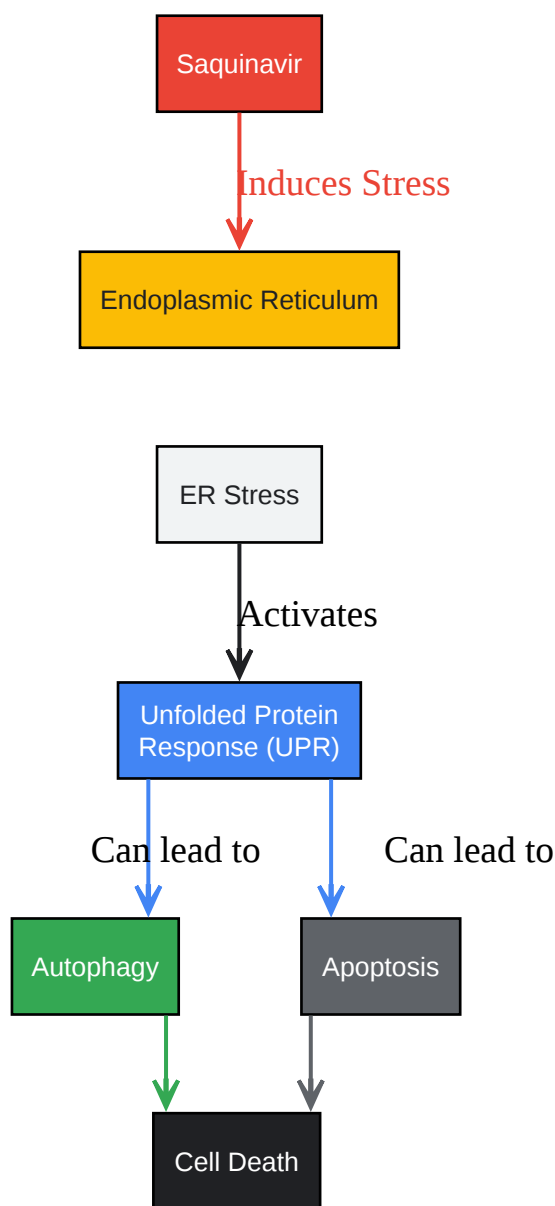 Saquinavir
Induces Stress
Endoplasmic Reticulum
ER Stress
Activates
Unfolded Protein
Response (UPR)
Can lead to
Can lead to
Autophagy
Apoptosis
Cell Death